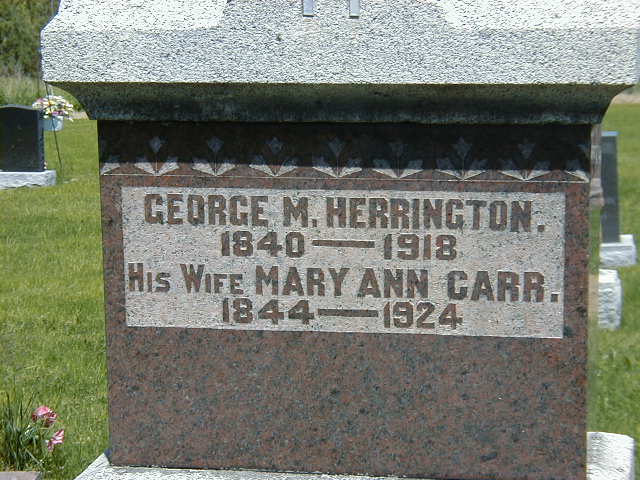 GEORGE M. HERRINGTON.
1840 — 1918
HIS WIFE MARY ANN CARR.
1844 — 1924